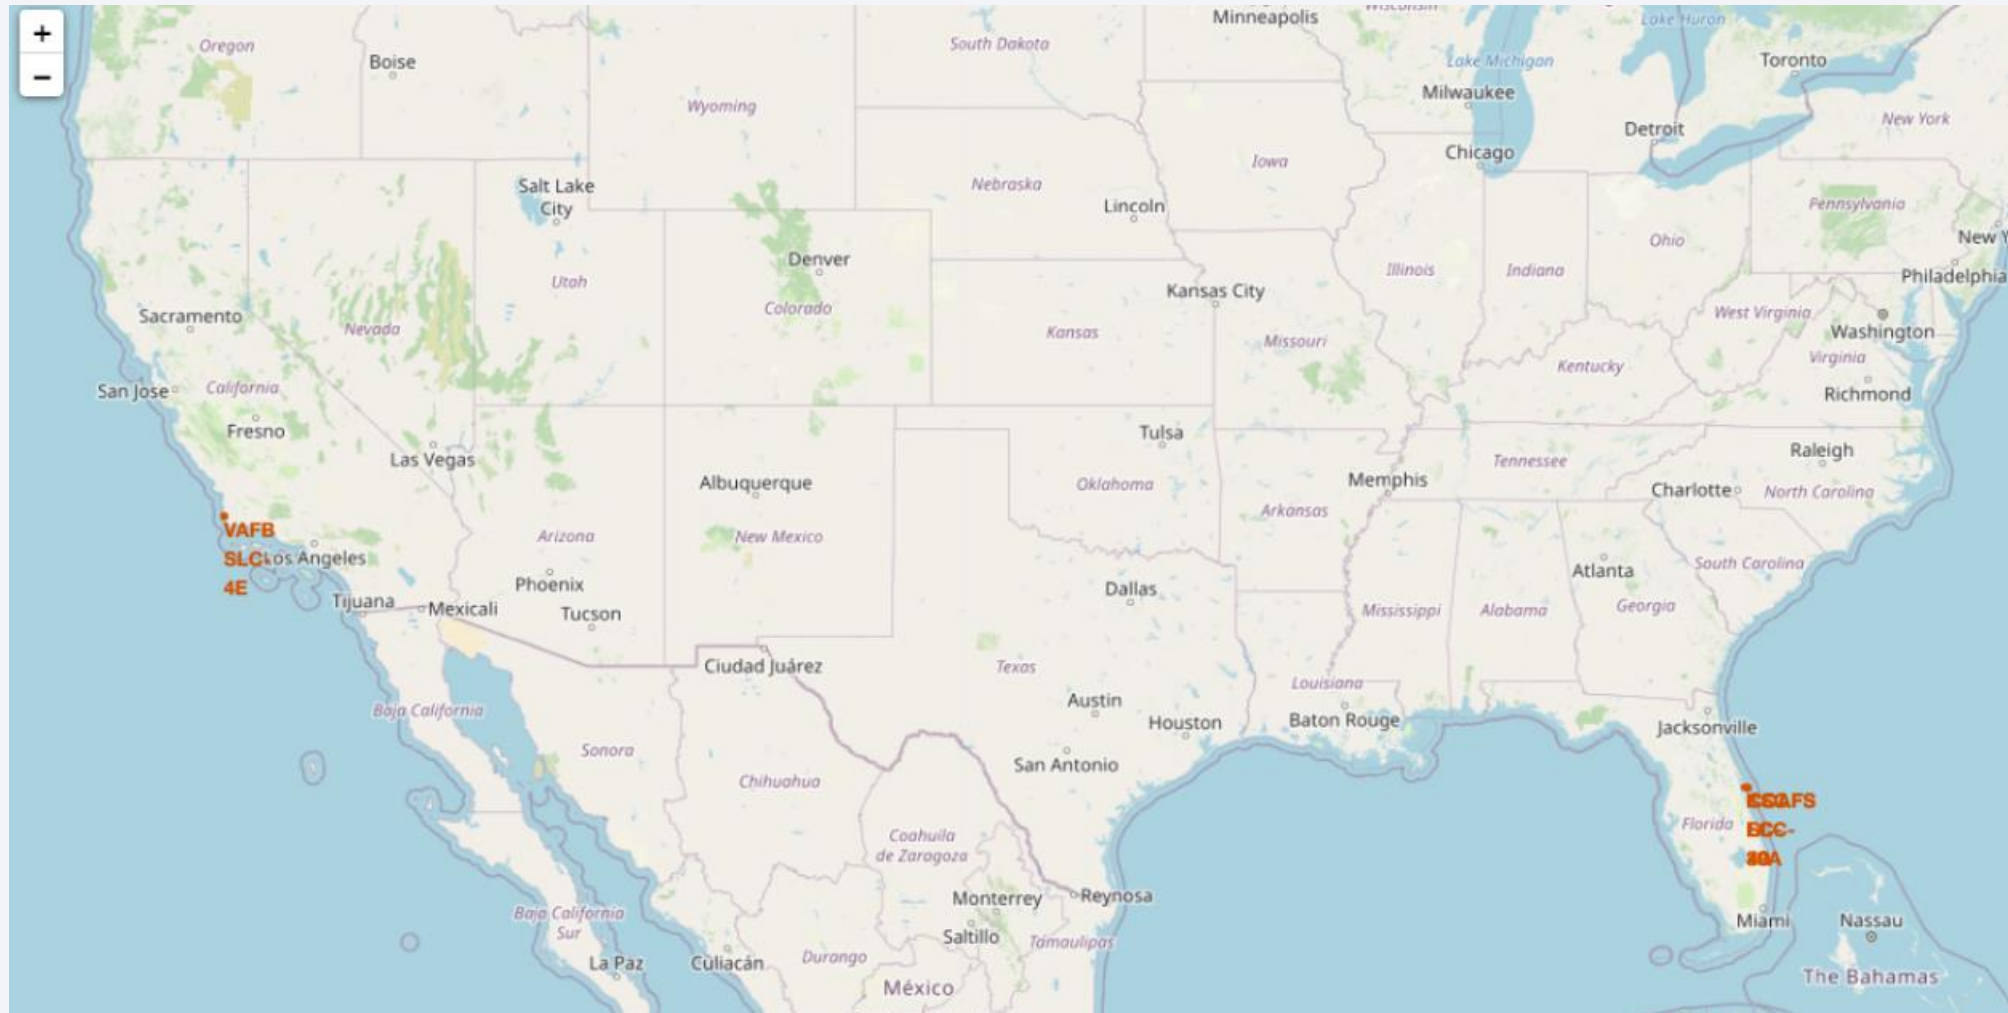 +
−
Oregon
Boise
Wyoming
South Dakota
Minneapolis
Lake Michigan
Lake Huron
Toronto
Milwaukee
Detroit
New York
Chicago
Iowa
Nebraska
Lincoln
Salt Lake
City
Pennsylvania
New Y
Ohio
Philadelphia
Denver
Utah
Colorado
Illinois
Indiana
Kansas City
Sacramento
Nevada
Kansas
Missouri
West Virginia
Washington
Virginia
Kentucky
San Jose
California
Richmond
Fresno
Las Vegas
Tulsa
Raleigh
Tennessee
Albuquerque
Oklahoma
Memphis
Charlotte
North Carolina
Arkansas
VAFB
SLC-
4E
Los Angeles
Arizona
New Mexico
Atlanta
South Carolina
Phoenix
Dallas
Tijuana
Mexicali
Tucson
Mississippi
Alabama
Georgia
Ciudad Juárez
Texas
Louisiana
Baja California
Austin
Houston
Baton Rouge
Jacksonville
Sonora
San Antonio
Chihuahua
Florida
Coahuila
de Zaragoza
Monterrey
Reynosa
Baja California
Sur
Saltillo
Tamaulipas
Miami
Nassau
La Paz
Culiacán
Durango
México
The Bahamas